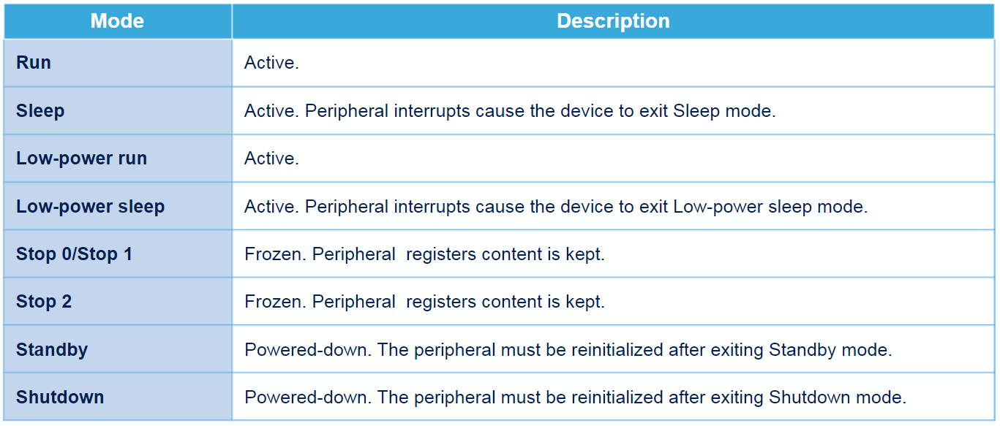 Mode Description
Run Active.
Sleep Active. Peripheral interrupts cause the device to exit Sleep mode.
Low-power run Active.
Low-power sleep Active. Peripheral interrupts cause the device to exit Low-power sleep mode.
Stop 0/Stop 1 Frozen. Peripheral  registers content is kept.
Stop 2 Frozen. Peripheral  registers content is kept.
Standby Powered-down. The peripheral must be reinitialized after exiting Standby mode.
Shutdown Powered-down. The peripheral must be reinitialized after exiting Shutdown mode.